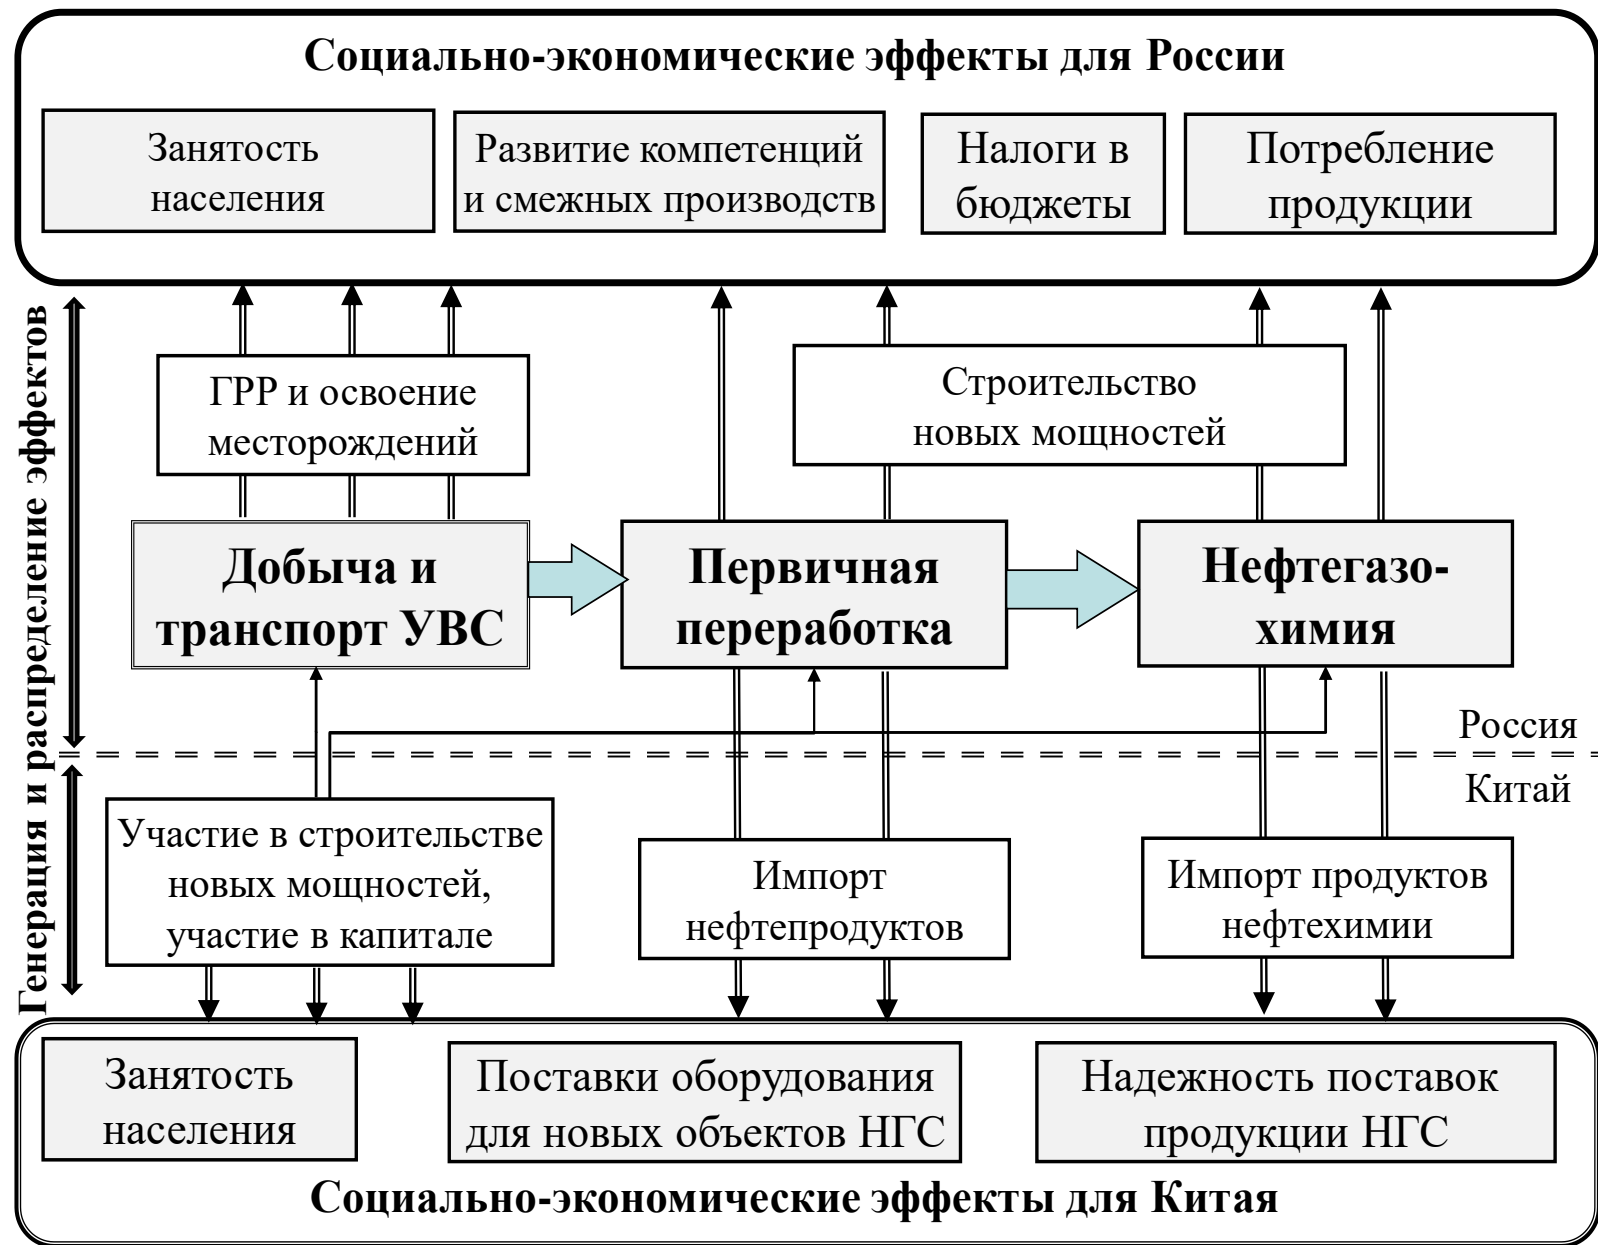 Социально-экономические эффекты для России
Занятость
населения
Развитие компетенций
и смежных производств
Налоги в
бюджеты
Потребление
продукции
Генерация и распределение эффектов
ГРР и освоение
месторождений
Строительство
новых мощностей
Добыча и
транспорт УВС
Первичная
переработка
Нефтегазо-
химия
Россия
Китай
Участие в строительстве
новых мощностей,
участие в капитале
Импорт
нефтепродуктов
Импорт продуктов
нефтехимии
Занятость
населения
Поставки оборудования
для новых объектов НГС
Надежность поставок
продукции НГС
Социально-экономические эффекты для Китая